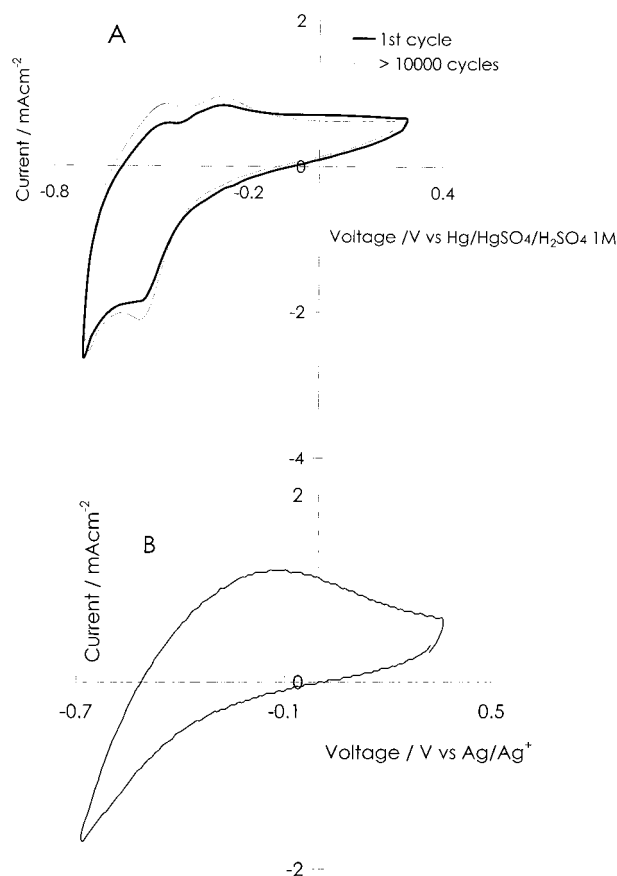 2
A
1st cycle
> 10000 cycles
Current / mAcm-2
0
-0.8
-0.2
0.4
Voltage /V vs Hg/HgSO4/H2SO4 1M
-2
-4
2
B
Current / mAcm-2
0
-0.7
-0.1
0.5
Voltage / V vs Ag/Ag+
-2